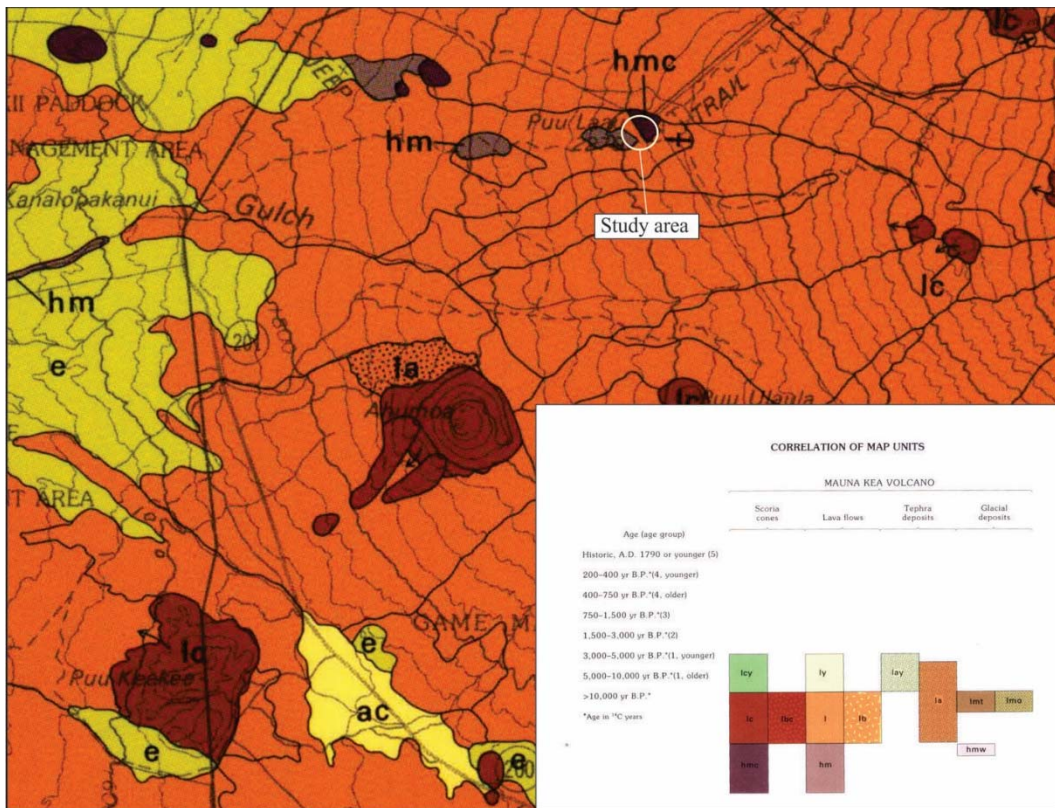 lc
hmc
TRAIL
Puu Laau
KII PADDOCK
hm
NAGEMENT AREA
Kanalopakanui
Gulch
Study area
lc
hm
e
201
la
Ahumoa
lc
Puu Ulaula
T AREA
GAME M
lc
e
Puu Keekee
ac
e
e
200
CORRELATION OF MAP UNITS
MAUNA KEA VOLCANO
Scoria cones
Lava flows
Tephra deposits
Glacial deposits
Age (age group)
Historic, A.D. 1790 or younger (5)
200–400 yr B.P.*(4, younger)
400–750 yr B.P.*(4, older)
750–1,500 yr B.P.*(3)
1,500–3,000 yr B.P.*(2)
3,000–5,000 yr B.P.*(1, younger)
5,000–10,000 yr B.P.*(1, older)
>10,000 yr B.P.*
*Age in ¹⁴C years
lcy
ly
lay
lc
lbc
l
lb
la
lmt
lmo
hmc
hm
hmw